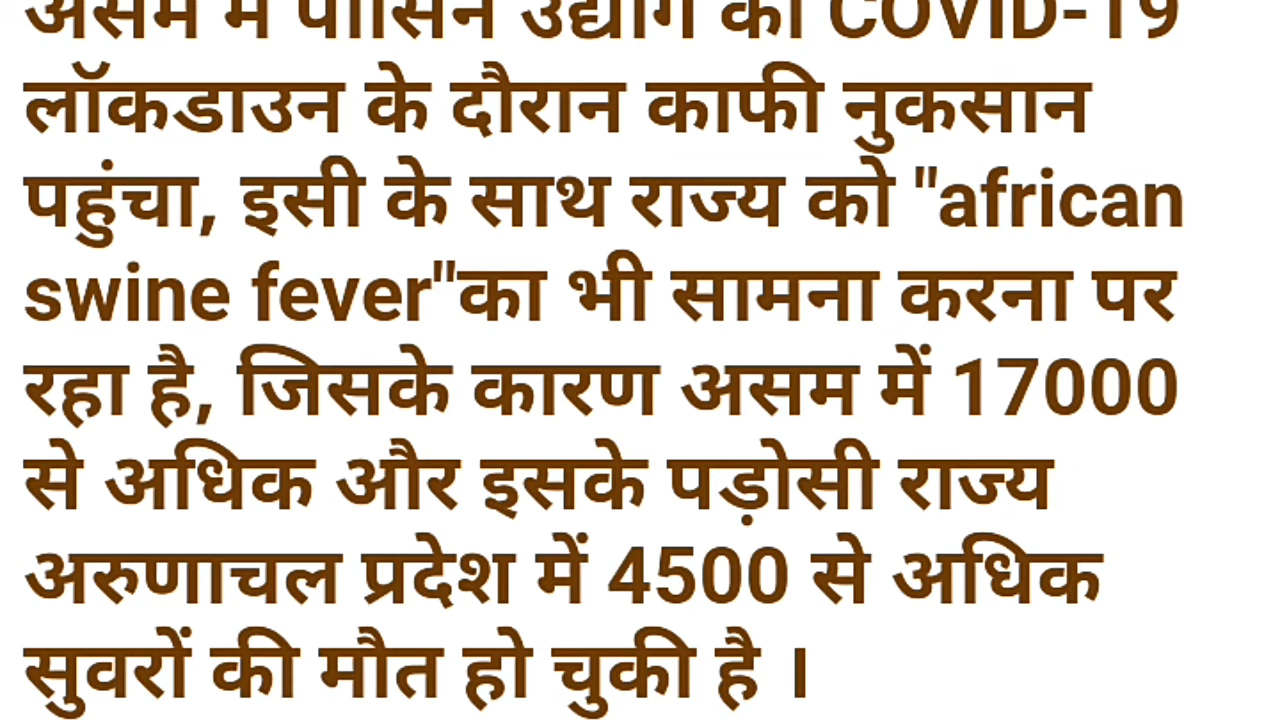 असम में पोर्सिन उद्योग को COVID-19
लॉकडाउन के दौरान काफी नुकसान
पहुंचा, इसी के साथ राज्य को "african
swine fever"का भी सामना करना पर
रहा है, जिसके कारण असम में 17000
से अधिक और इसके पड़ोसी राज्य
अरुणाचल प्रदेश में 4500 से अधिक
सुवरों की मौत हो चुकी है ।